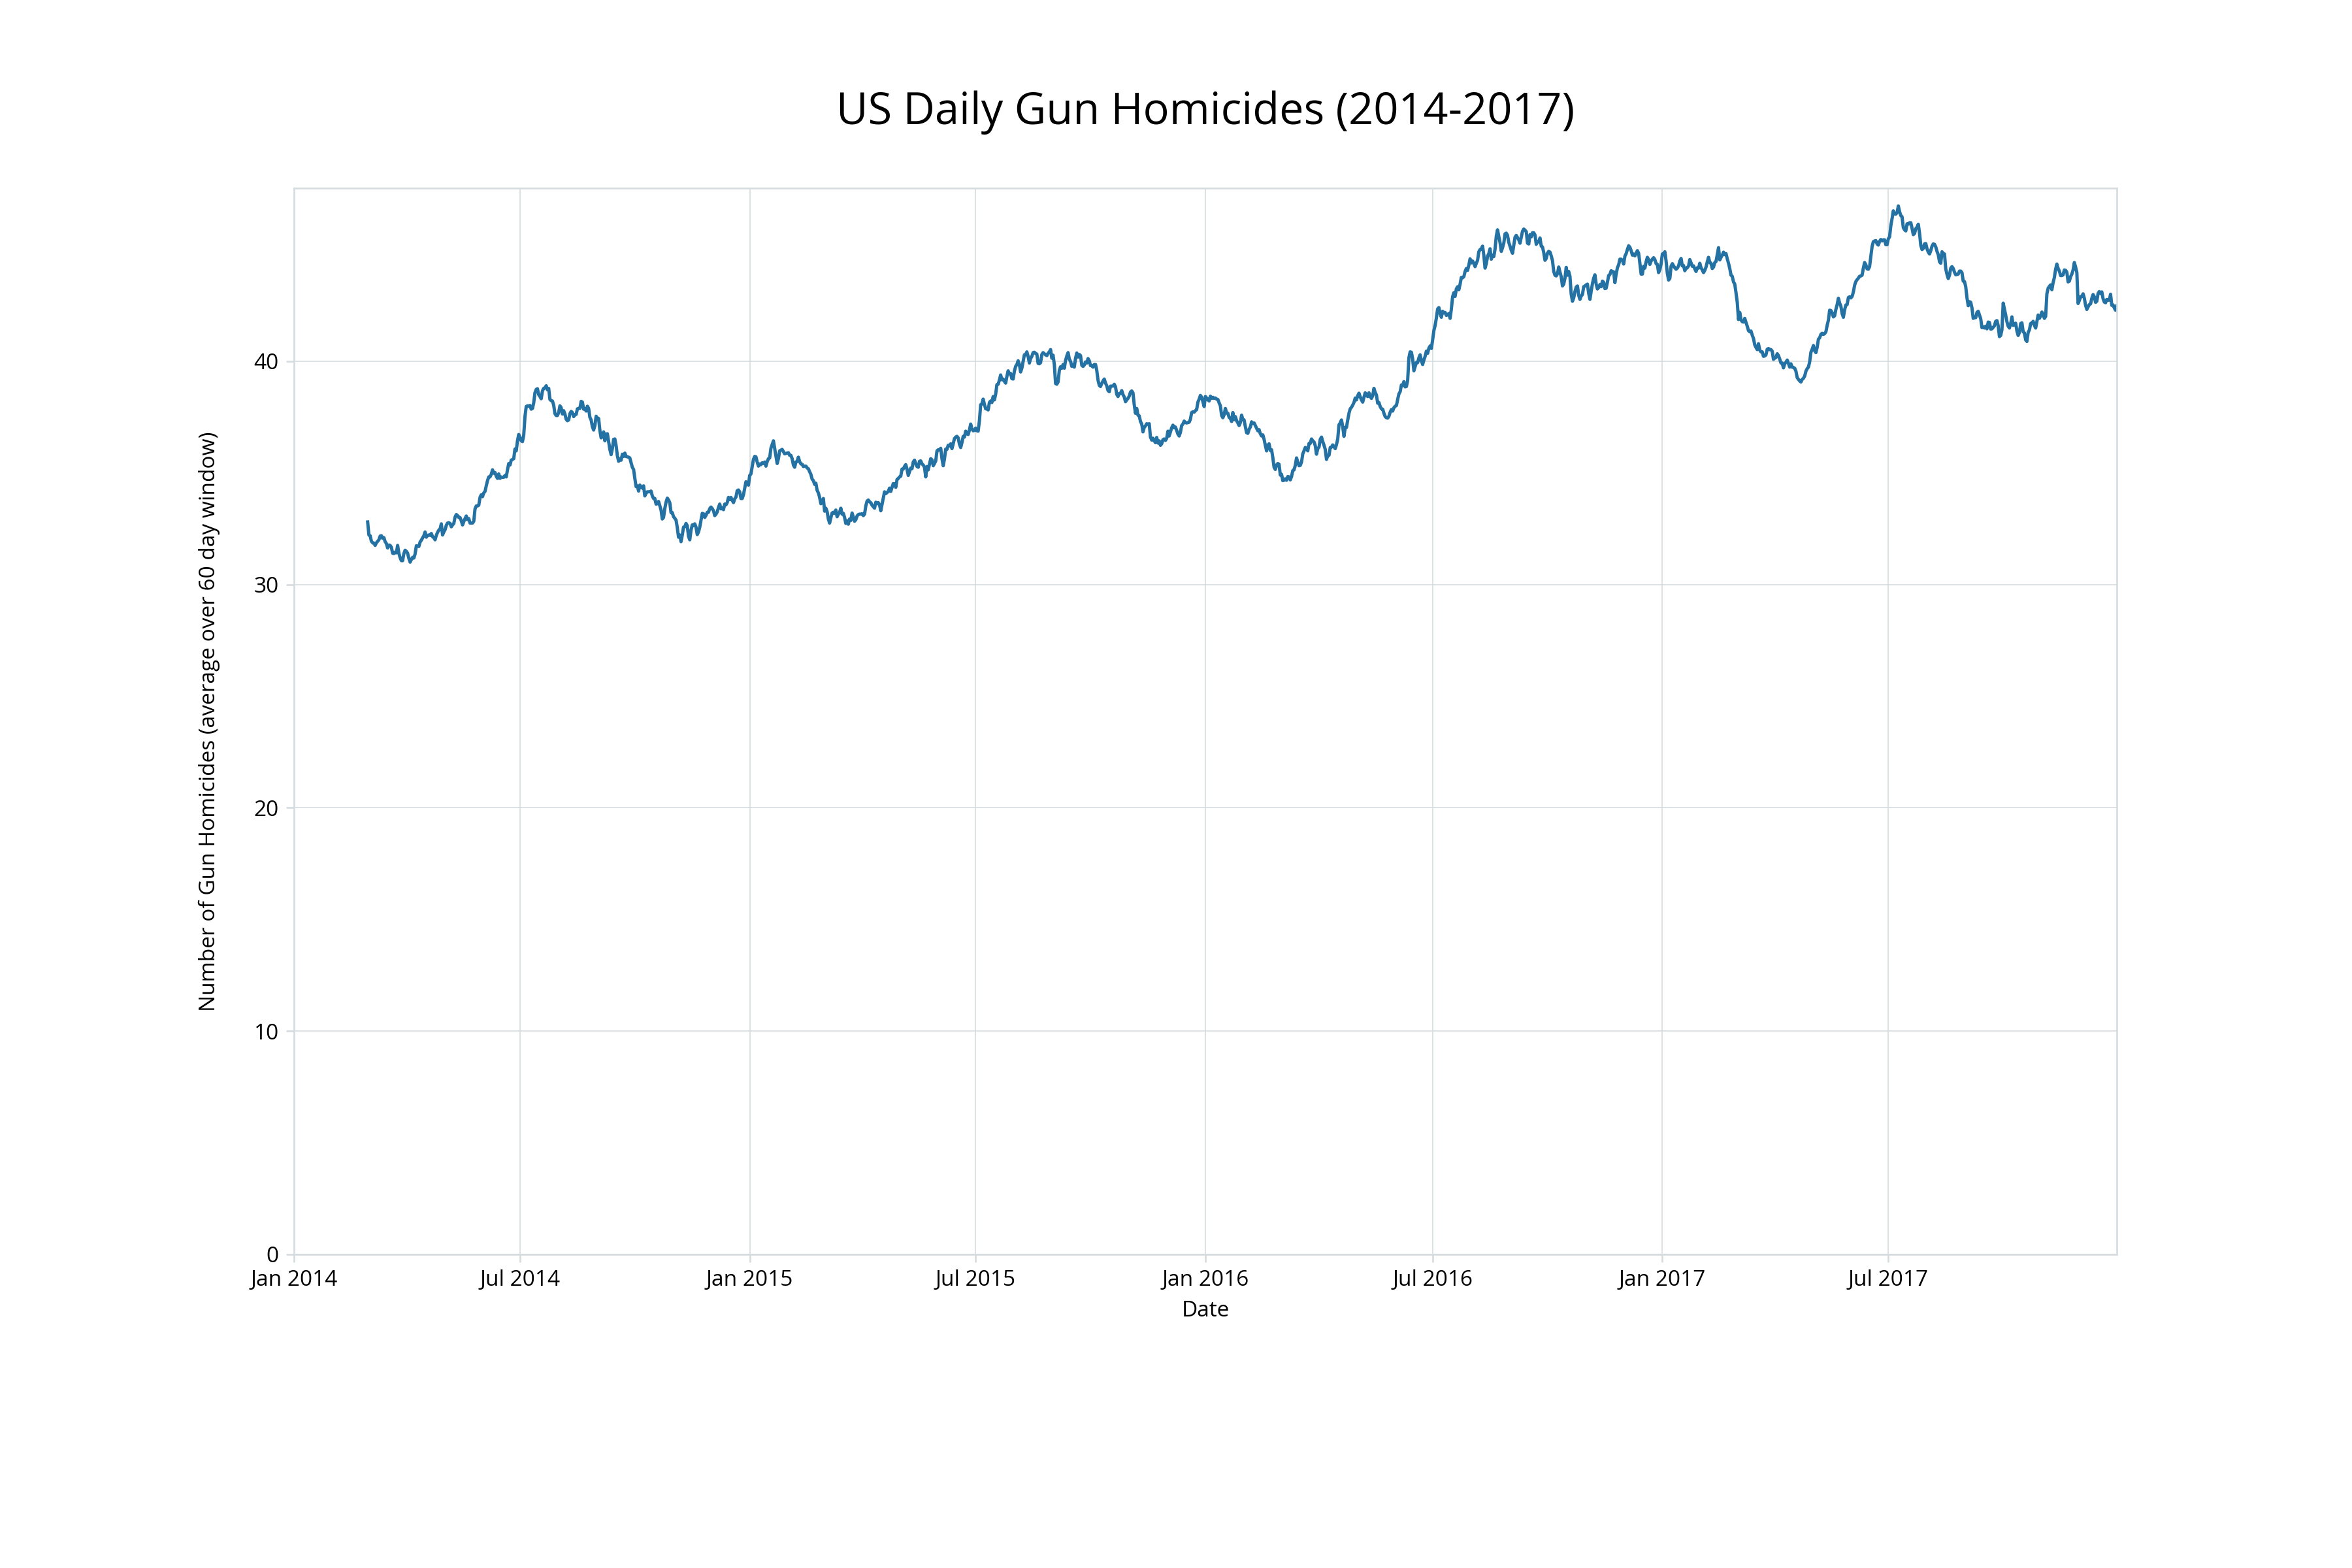 US Daily Gun Homicides (2014-2017)
Number of Gun Homicides (average over 60 day window)
40
30
20
10
0
Jan 2014 Jul 2014 Jan 2015 Jul 2015 Jan 2016 Jul 2016 Jan 2017 Jul 2017
Date